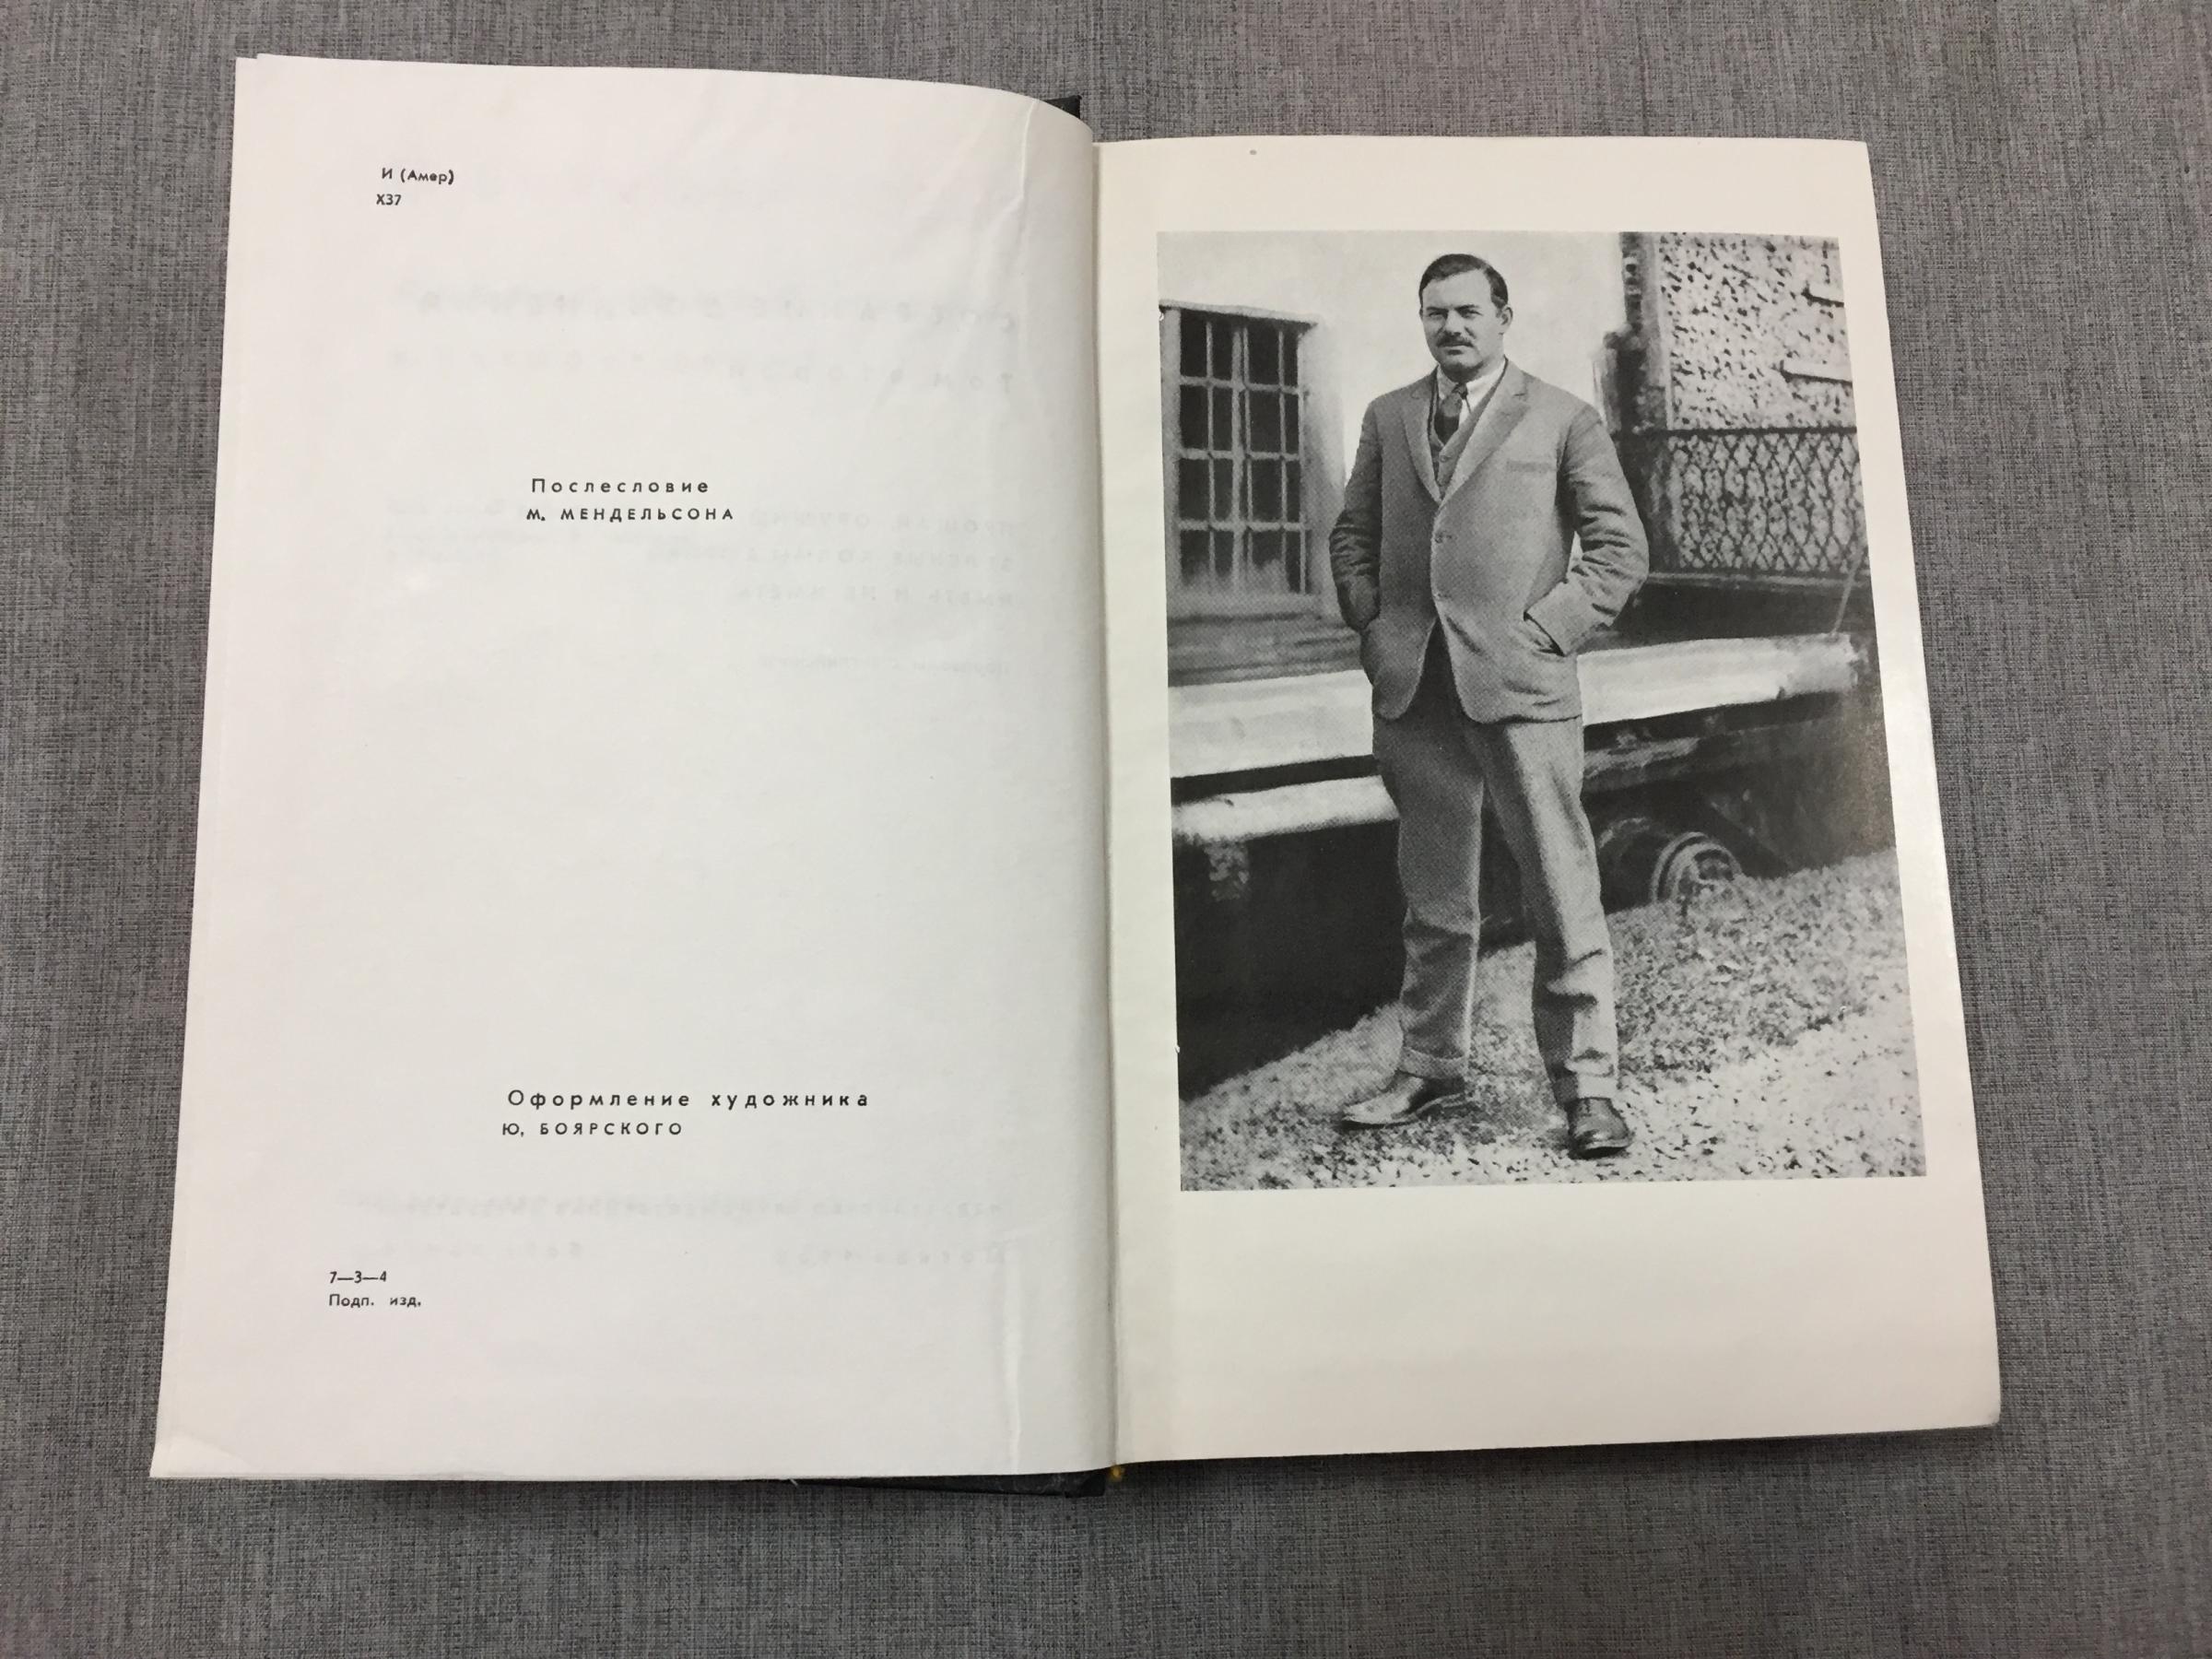 И (Амер)
Х37
Послесловие
М. МЕНДЕЛЬСОНА
Оформление художника
Ю. БОЯРСКОГО
7—3—4
Подп. изд.